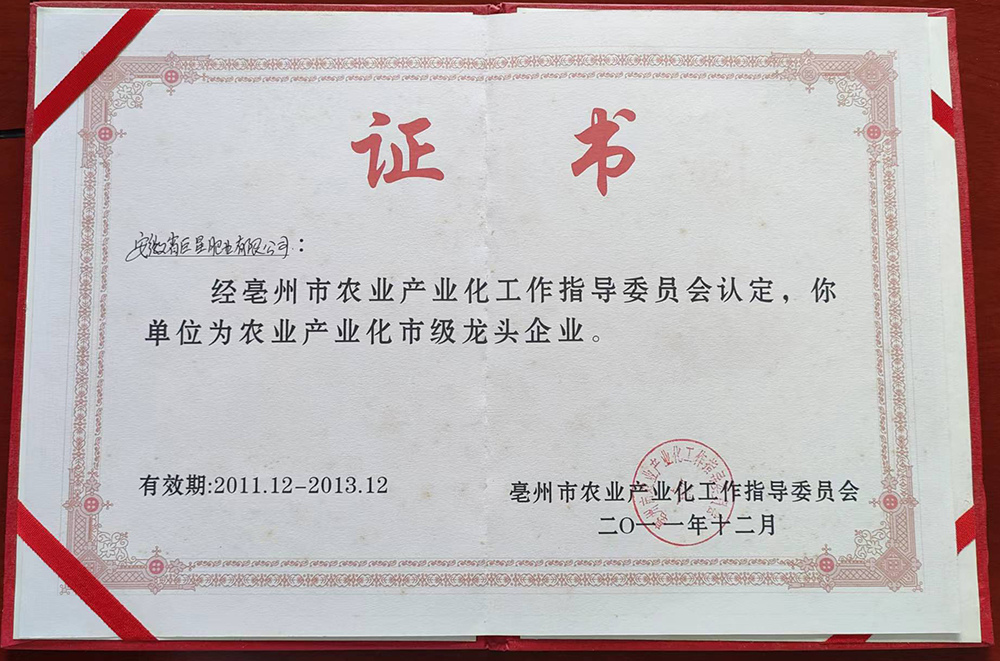 证书
安徽省巨星肥业有限公司：
经亳州市农业产业化工作指导委员会认定，你
单位为农业产业化市级龙头企业。
有效期:2011.12-2013.12
亳州市农业产业化工作指导委员会
二〇一一年十二月